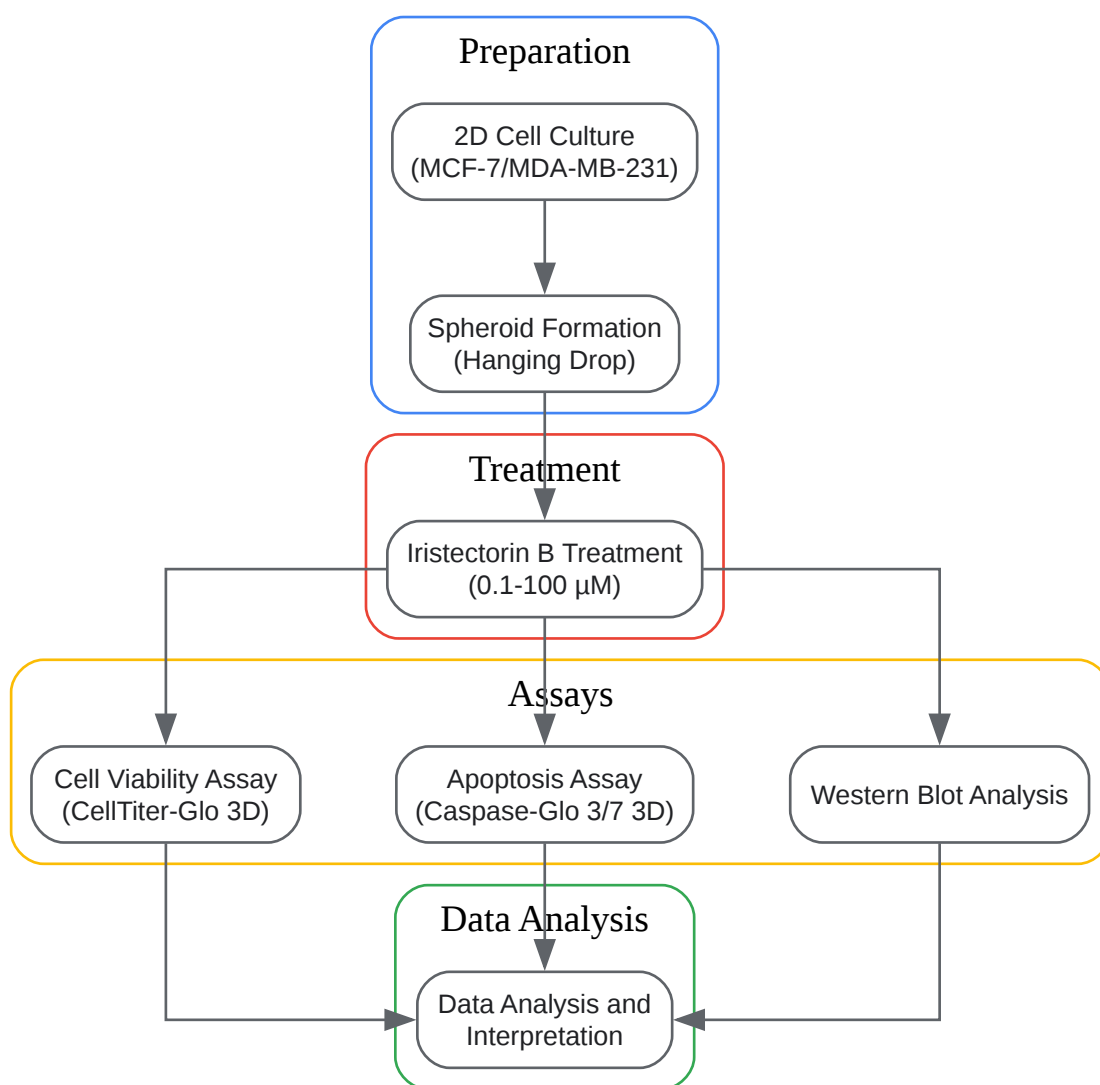 Preparation
2D Cell Culture
(MCF-7/MDA-MB-231)
Spheroid Formation
(Hanging Drop)
Treatment
Iristectorin B Treatment
(0.1-100 µM)
Assays
Cell Viability Assay
(CellTiter-Glo 3D)
Apoptosis Assay
(Caspase-Glo 3/7 3D)
Western Blot Analysis
Data Analysis
Data Analysis and
Interpretation